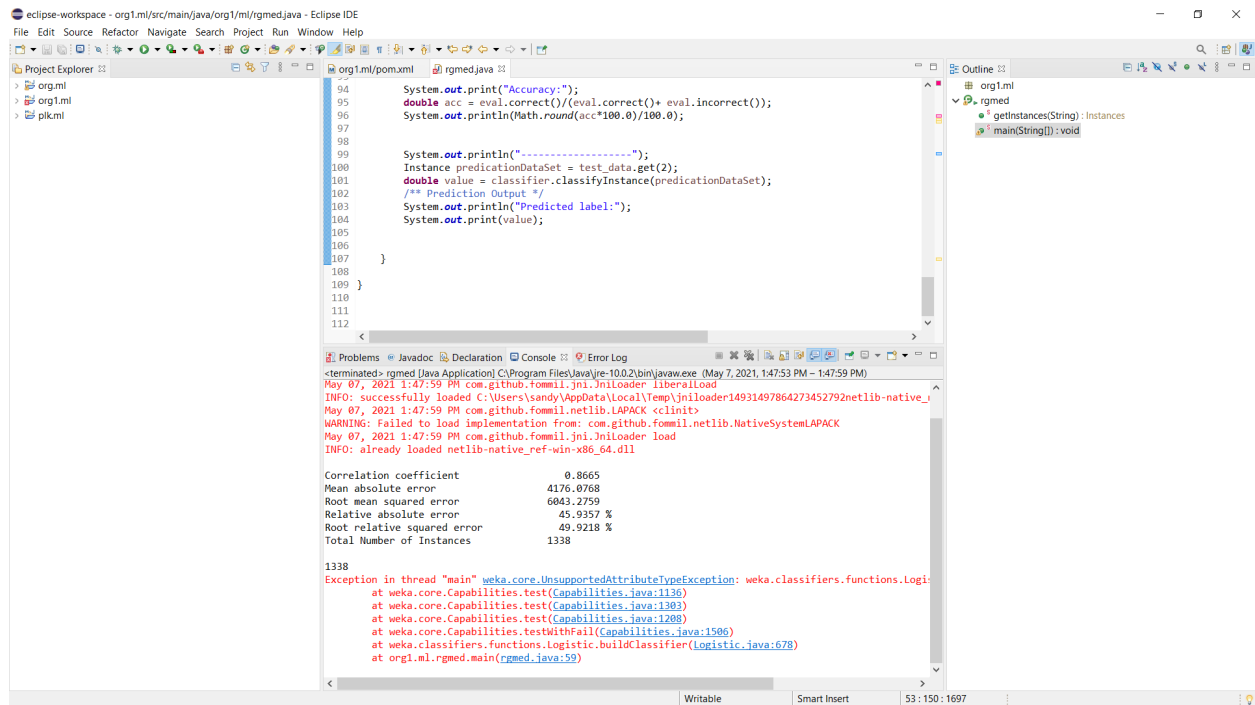 eclipse-workspace - org1.ml/src/main/java/org1/ml/rgmed.java - Eclipse IDE
File Edit Source Refactor Navigate Search Project Run Window Help
Project Explorer
org.ml
org1.ml
plk.ml
org1.ml/pom.xml
rgmed.java
94 System.out.print("Accuracy:");
95 double acc = eval.correct()/(eval.correct()+ eval.incorrect());
96 System.out.println(Math.round(acc*100.0)/100.0);
97
98
99 System.out.println("------------------");
100 Instance predicationDataSet = test_data.get(2);
101 double value = classifier.classifyInstance(predicationDataSet);
102 /** Prediction Output */
103 System.out.println("Predicted label:");
104 System.out.print(value);
105
106
107 }
108
109 }
110
111
112
Problems Javadoc Declaration Console Error Log
<terminated> rgmed [Java Application] C:\Program Files\Java\jre-10.0.2\bin\javaw.exe (May 7, 2021, 1:47:53 PM – 1:47:59 PM)
May 07, 2021 1:47:59 PM com.github.fommil.jni.JniLoader liberalLoad
INFO: successfully loaded C:\Users\sandy\AppData\Local\Temp\jniloader14931497864273452792netlib-native_r
May 07, 2021 1:47:59 PM com.github.fommil.netlib.LAPACK <clinit>
WARNING: Failed to load implementation from: com.github.fommil.netlib.NativeSystemLAPACK
May 07, 2021 1:47:59 PM com.github.fommil.jni.JniLoader load
INFO: already loaded netlib-native_ref-win-x86_64.dll
Correlation coefficient 0.8665
Mean absolute error 4176.0768
Root mean squared error 6043.2759
Relative absolute error 45.9357 %
Root relative squared error 49.9218 %
Total Number of Instances 1338
1338
Exception in thread "main" weka.core.UnsupportedAttributeTypeException: weka.classifiers.functions.Logi
at weka.core.Capabilities.test(Capabilities.java:1136)
at weka.core.Capabilities.test(Capabilities.java:1303)
at weka.core.Capabilities.test(Capabilities.java:1208)
at weka.core.Capabilities.testWithFail(Capabilities.java:1506)
at weka.classifiers.functions.Logistic.buildClassifier(Logistic.java:678)
at org1.ml.rgmed.main(rgmed.java:59)
Outline
org1.ml
rgmed
getInstances(String) : Instances
main(String[]) : void
Writable
Smart Insert
53 : 150 : 1697